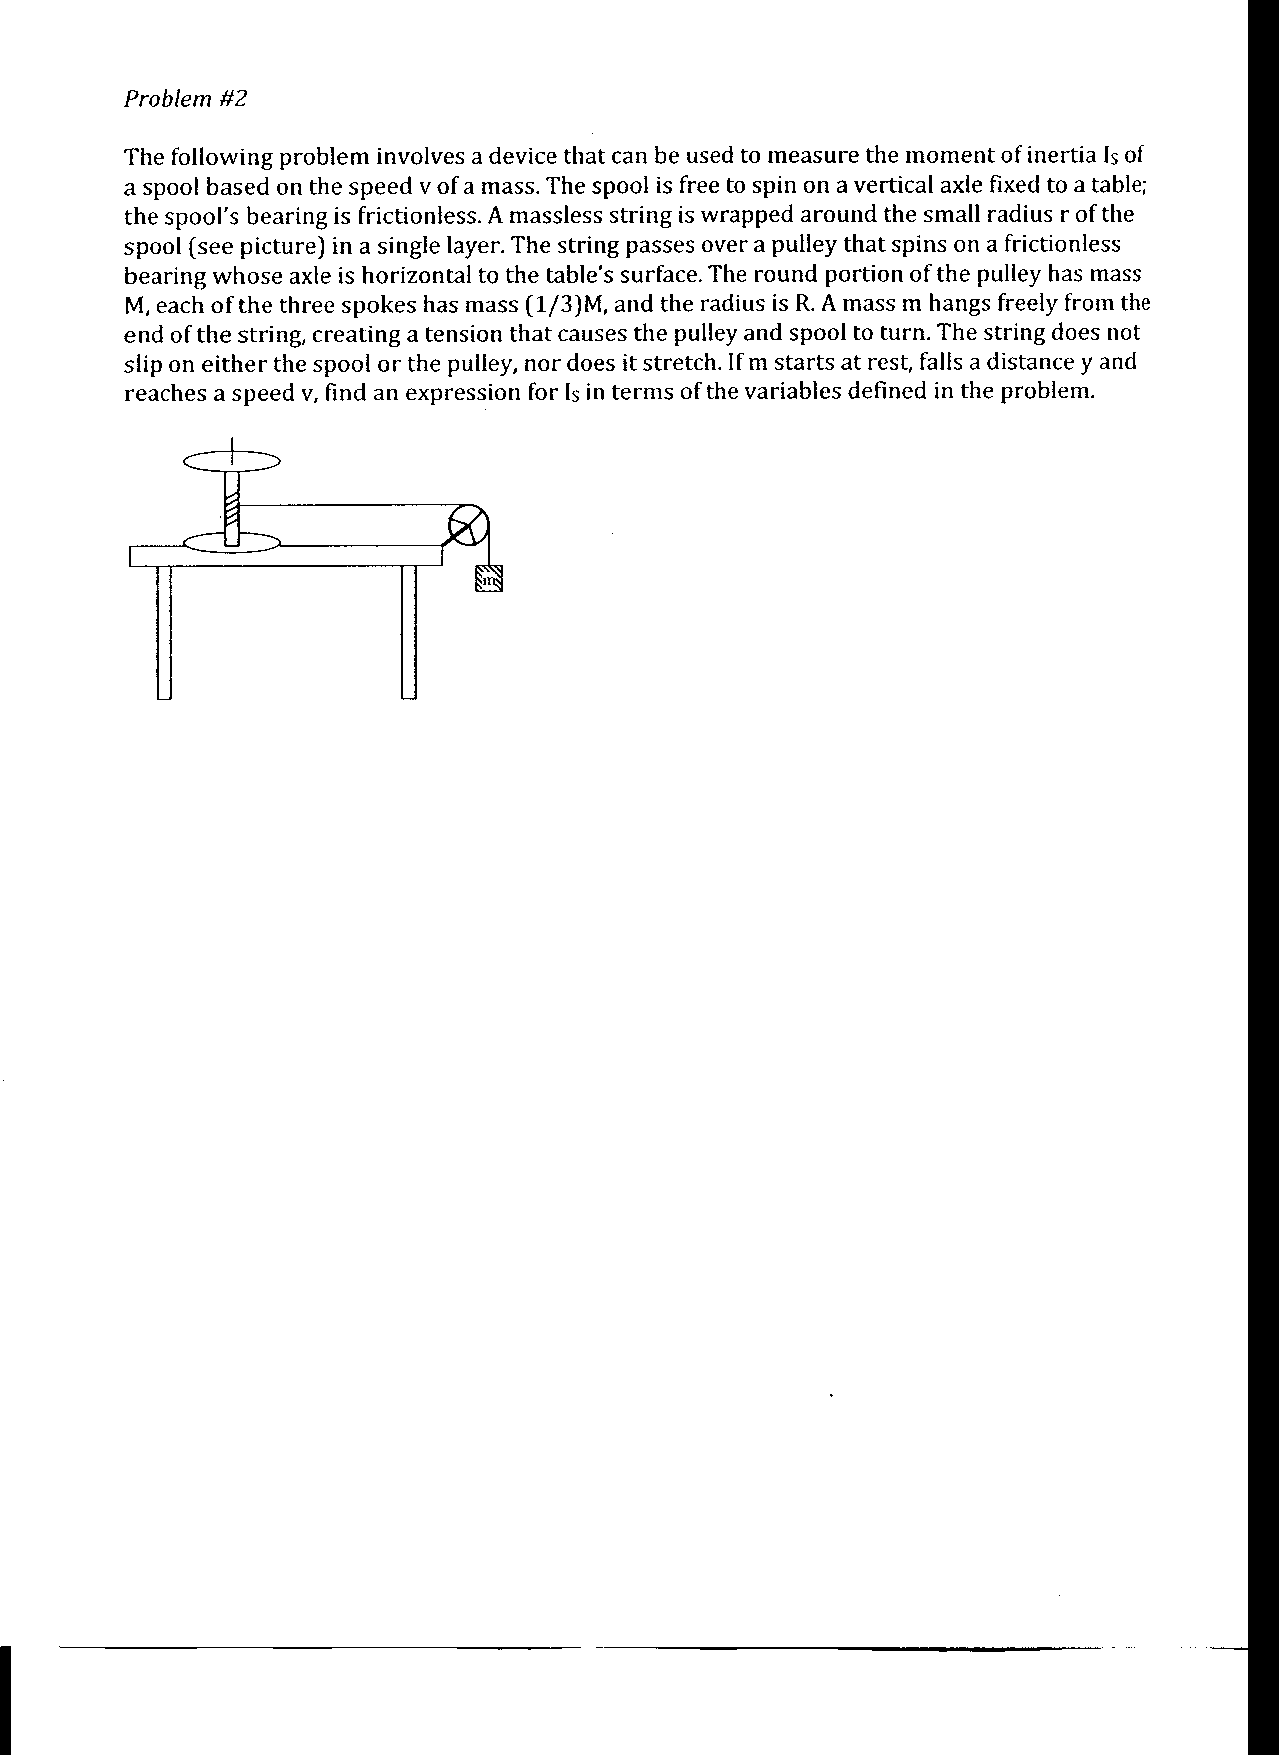 Problem #2
The following problem involves a device that can be used to measure the moment of inertia Is of
a spool based on the speed v of a mass. The spool is free to spin on a vertical axle fixed to a table;
the spool's bearing is frictionless. A massless string is wrapped around the small radius r of the
spool (see picture) in a single layer. The string passes over a pulley that spins on a frictionless
bearing whose axle is horizontal to the table's surface. The round portion of the pulley has mass
M, each of the three spokes has mass (1/3)M, and the radius is R. A mass m hangs freely from the
end of the string, creating a tension that causes the pulley and spool to turn. The string does not
slip on either the spool or the pulley, nor does it stretch. If m starts at rest, falls a distance y and
reaches a speed v, find an expression for Is in terms of the variables defined in the problem.
m